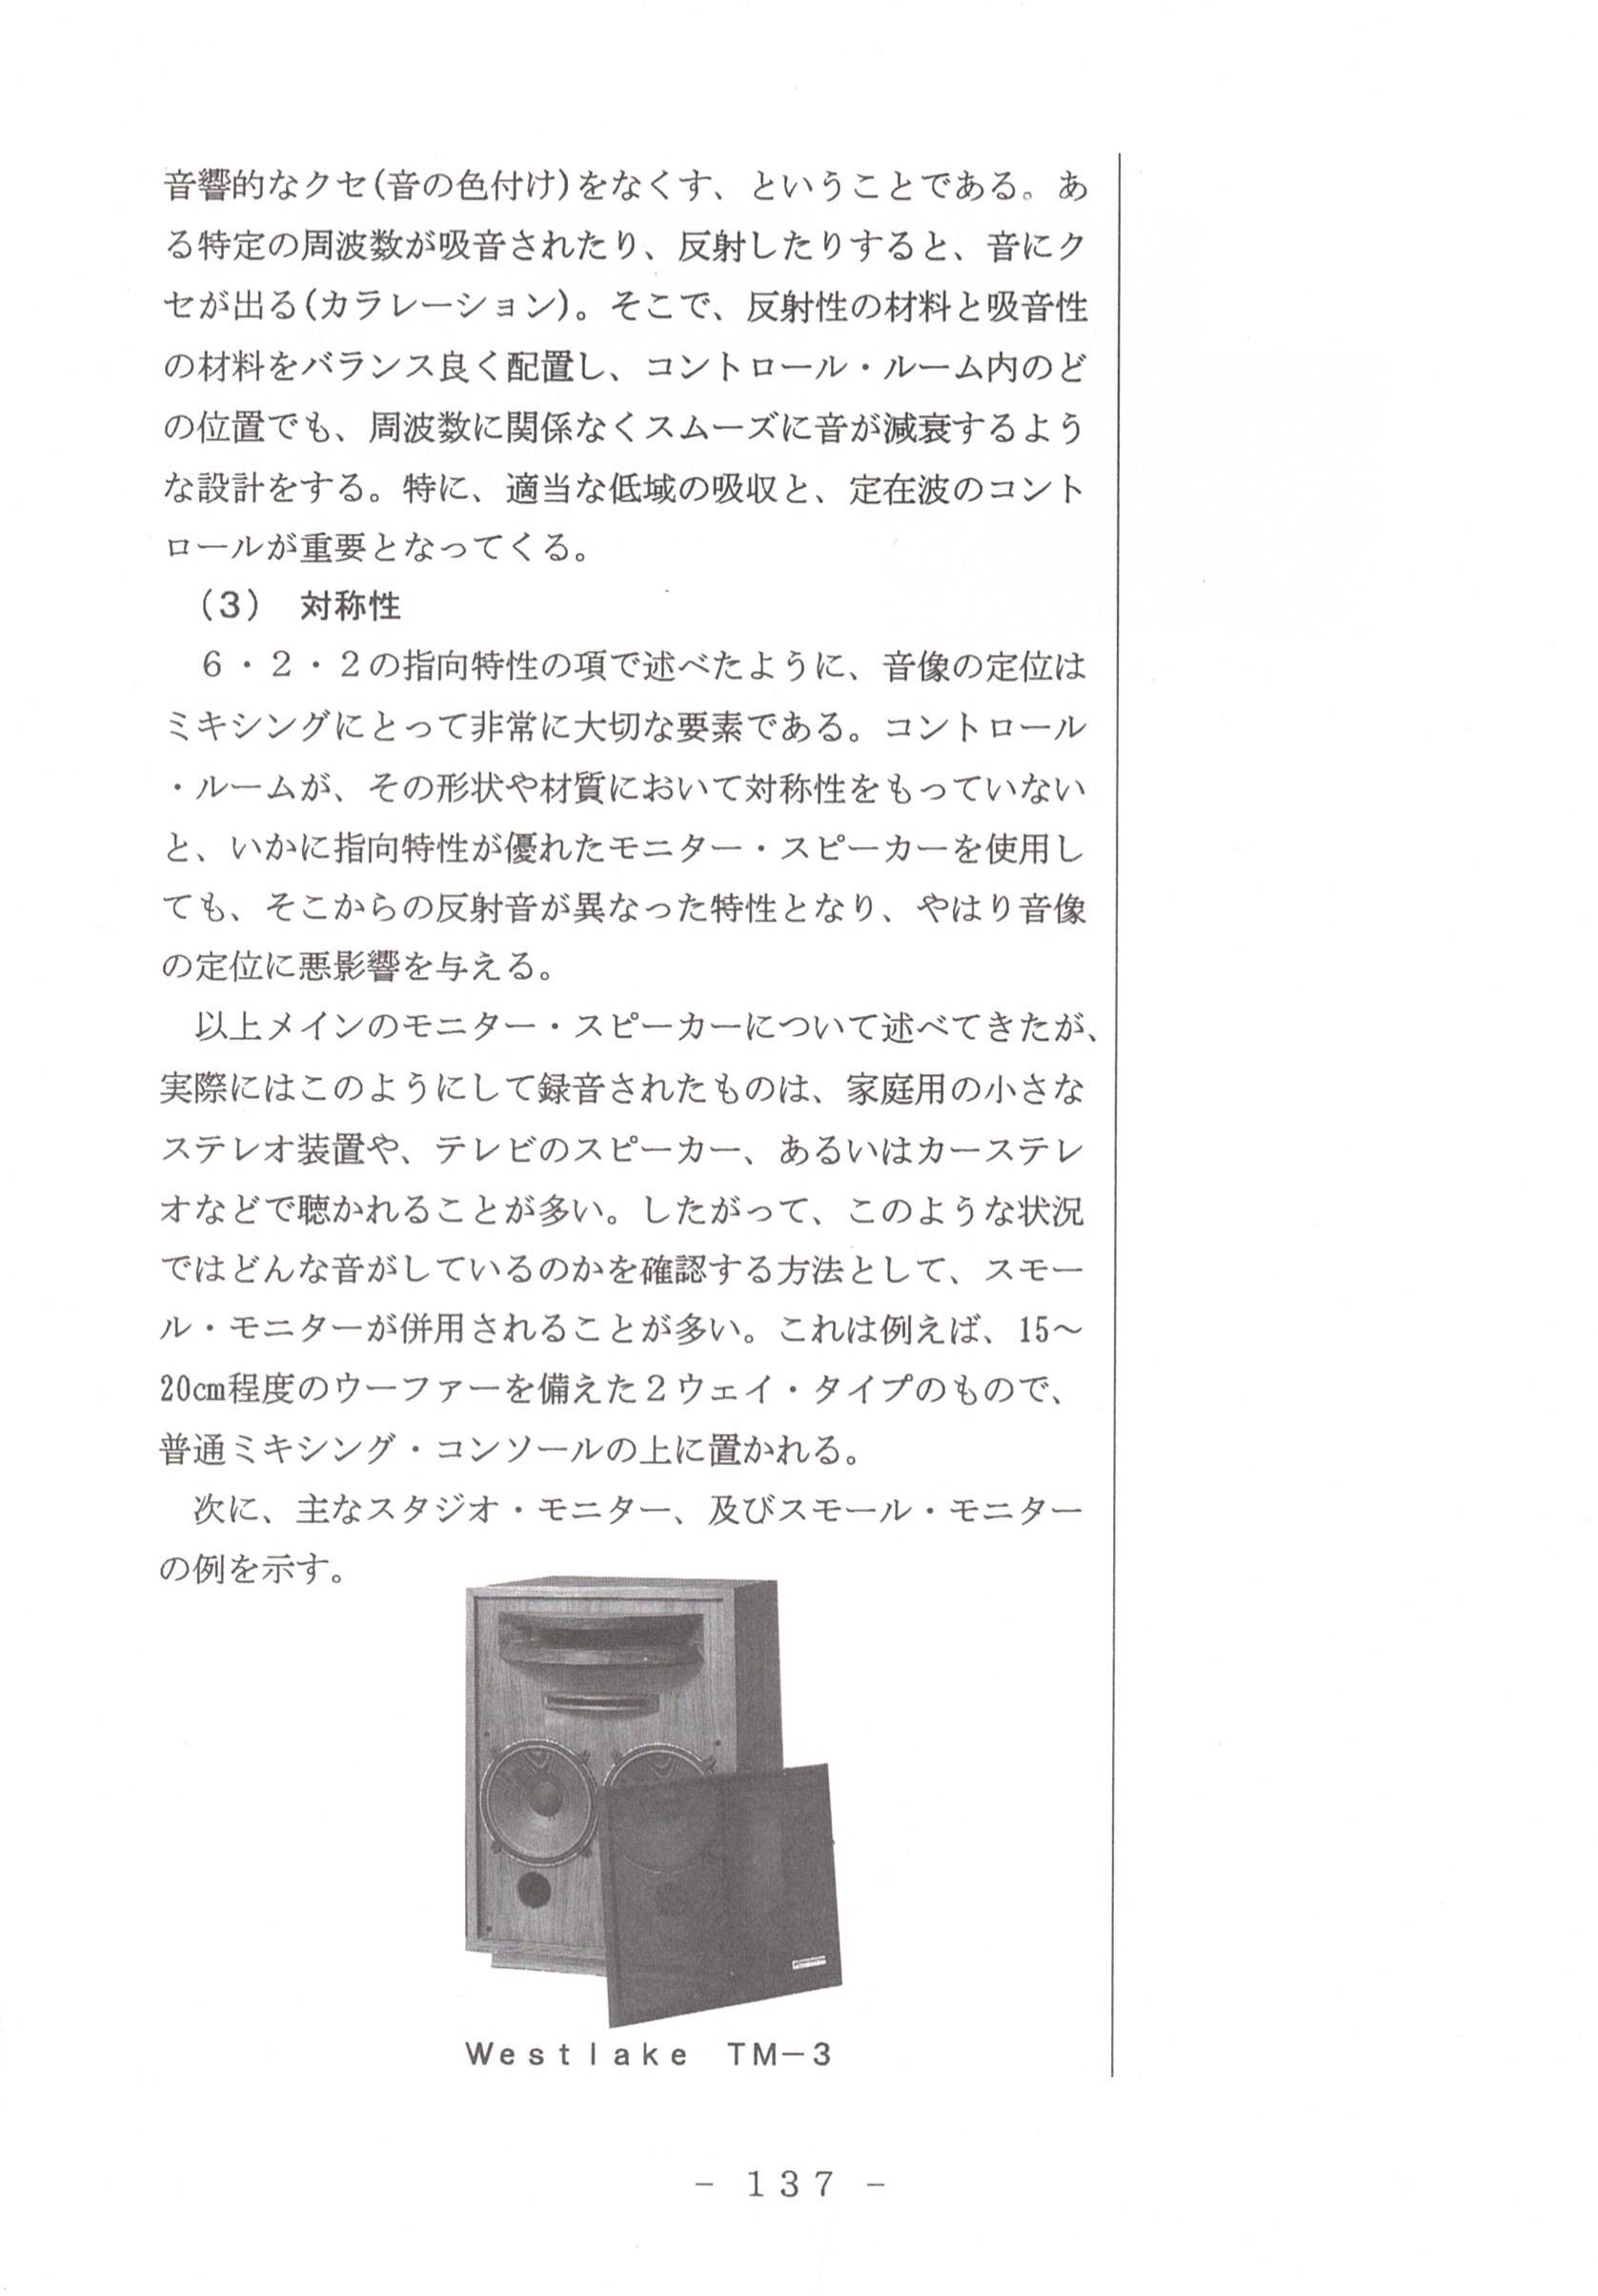 音響的なクセ(音の色付け)をなくす、ということである。あ
る特定の周波数が吸音されたり、反射したりすると、音にク
セが出る(カラレーション)。そこで、反射性の材料と吸音性
の材料をバランス良く配置し、コントロール・ルーム内のど
の位置でも、周波数に関係なくスムーズに音が減衰するよう
な設計をする。特に、適当な低域の吸収と、定在波のコント
ロールが重要となってくる。
(3) 対称性
6・2・2の指向特性の項で述べたように、音像の定位は
ミキシングにとって非常に大切な要素である。コントロール
・ルームが、その形状や材質において対称性をもっていない
と、いかに指向特性が優れたモニター・スピーカーを使用し
ても、そこからの反射音が異なった特性となり、やはり音像
の定位に悪影響を与える。
以上メインのモニター・スピーカーについて述べてきたが、
実際にはこのようにして録音されたものは、家庭用の小さな
ステレオ装置や、テレビのスピーカー、あるいはカーステレ
オなどで聴かれることが多い。したがって、このような状況
ではどんな音がしているのかを確認する方法として、スモー
ル・モニターが併用されることが多い。これは例えば、15〜
20cm程度のウーファーを備えた2ウェイ・タイプのもので、
普通ミキシング・コンソールの上に置かれる。
次に、主なスタジオ・モニター、及びスモール・モニター
の例を示す。
Westlake TM-3
- 137 -